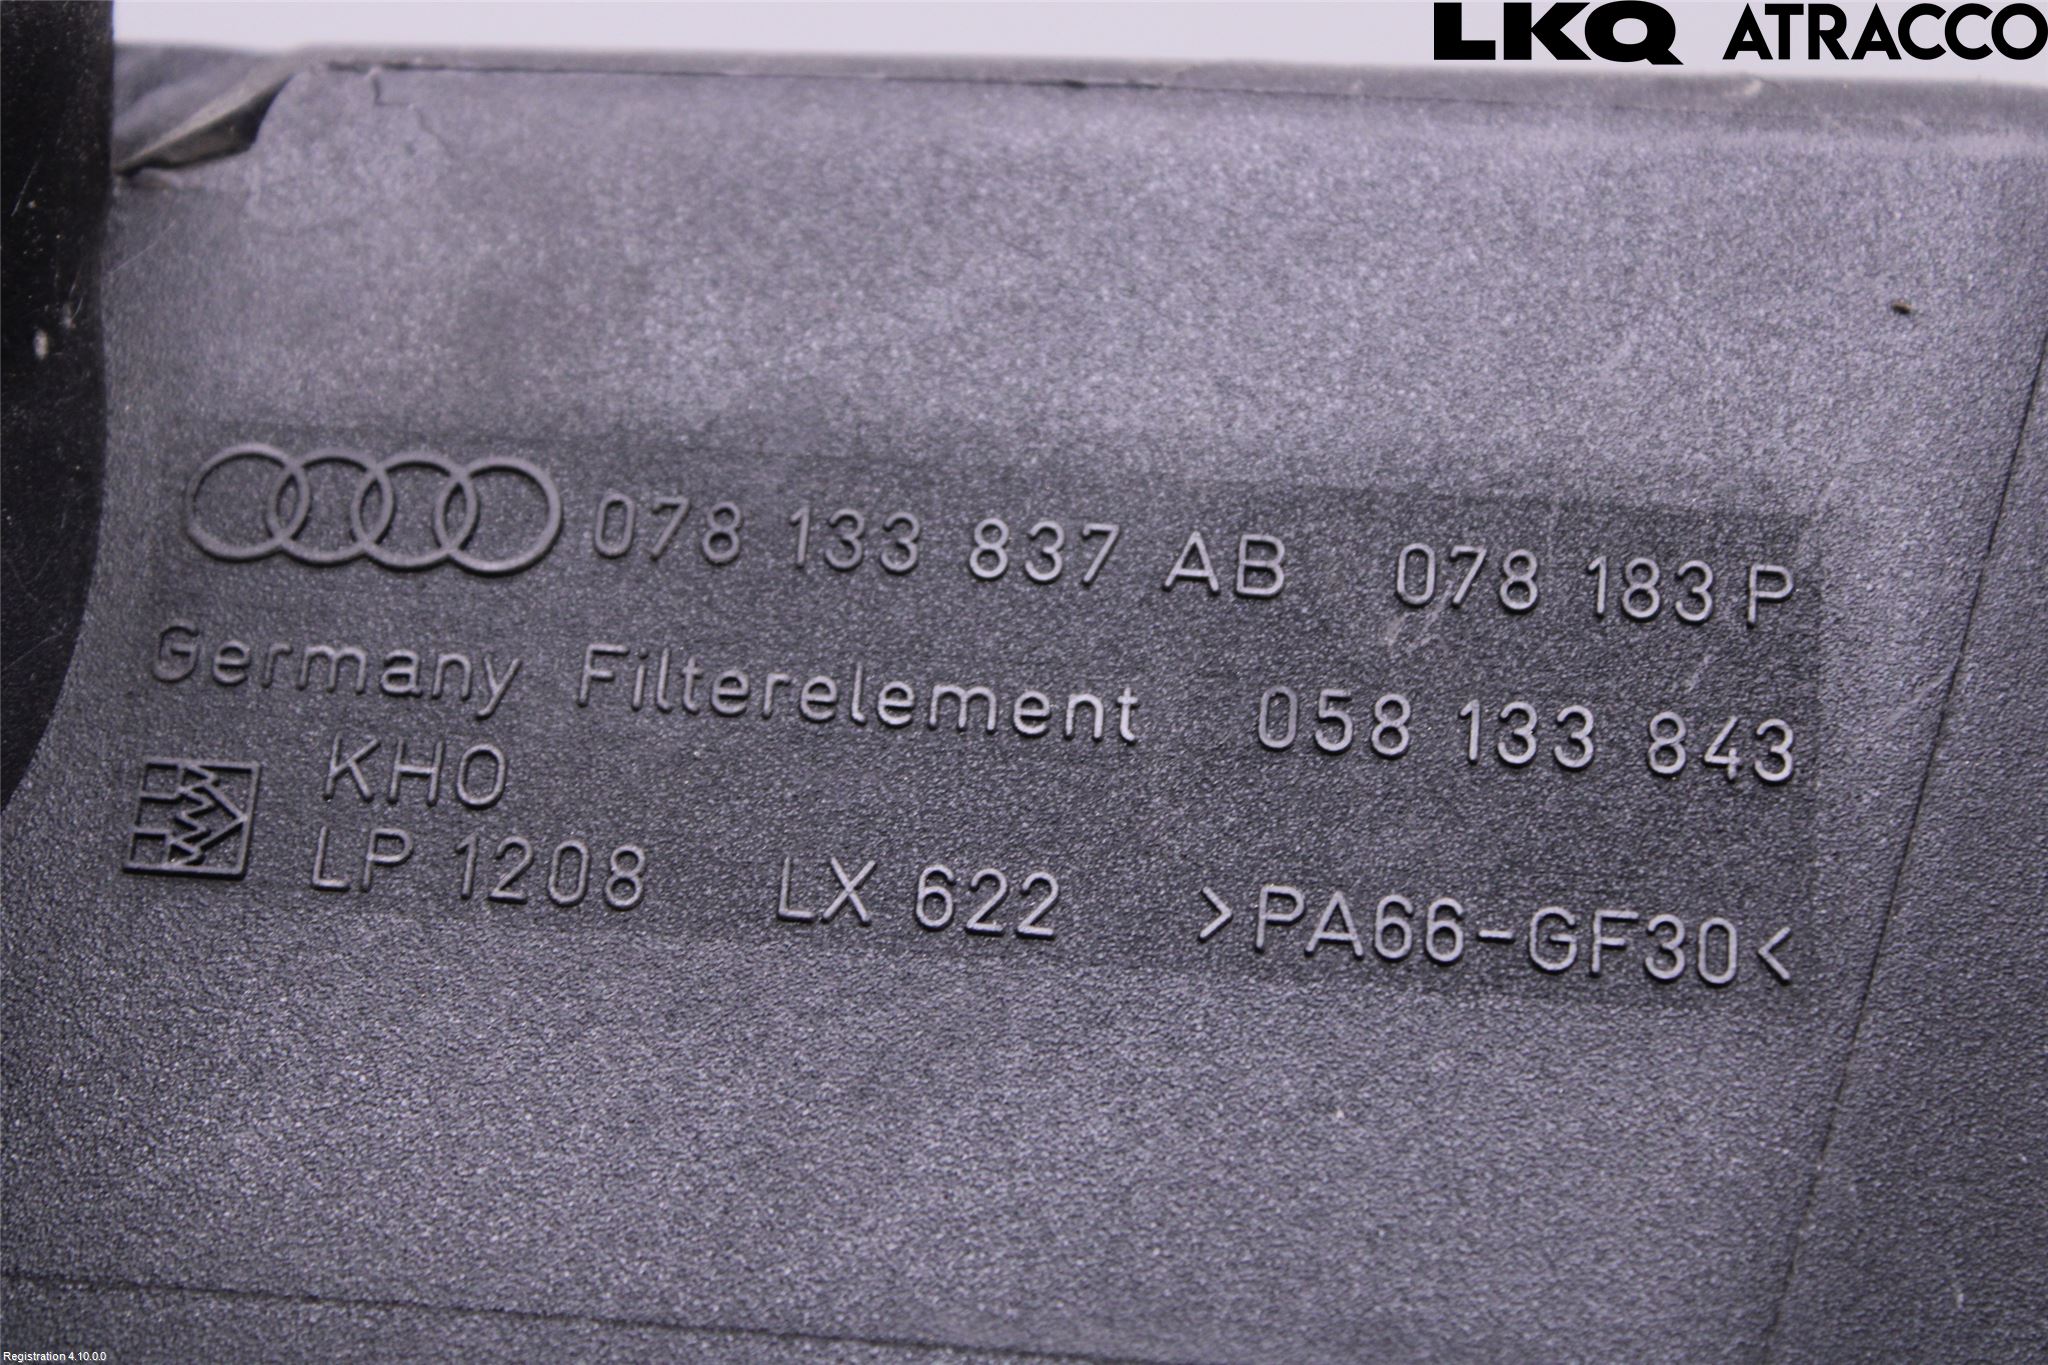 LKQ ATRACCO
078 133 837 AB 078 183 P
Germany Filterelement 058 133 843
KHO
LP 1208 LX 622 >PA66-GF30<
Registration 4.10.0.0